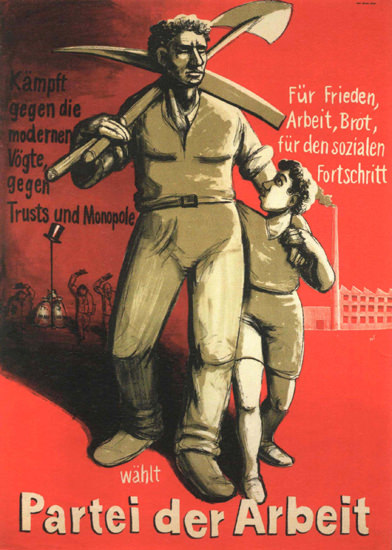 Kämpft
gegen die
modernen
Vögte,
gegen
Trusts und Monopole
Für Frieden,
Arbeit, Brot,
für den sozialen
Fortschritt
wählt
Partei der Arbeit